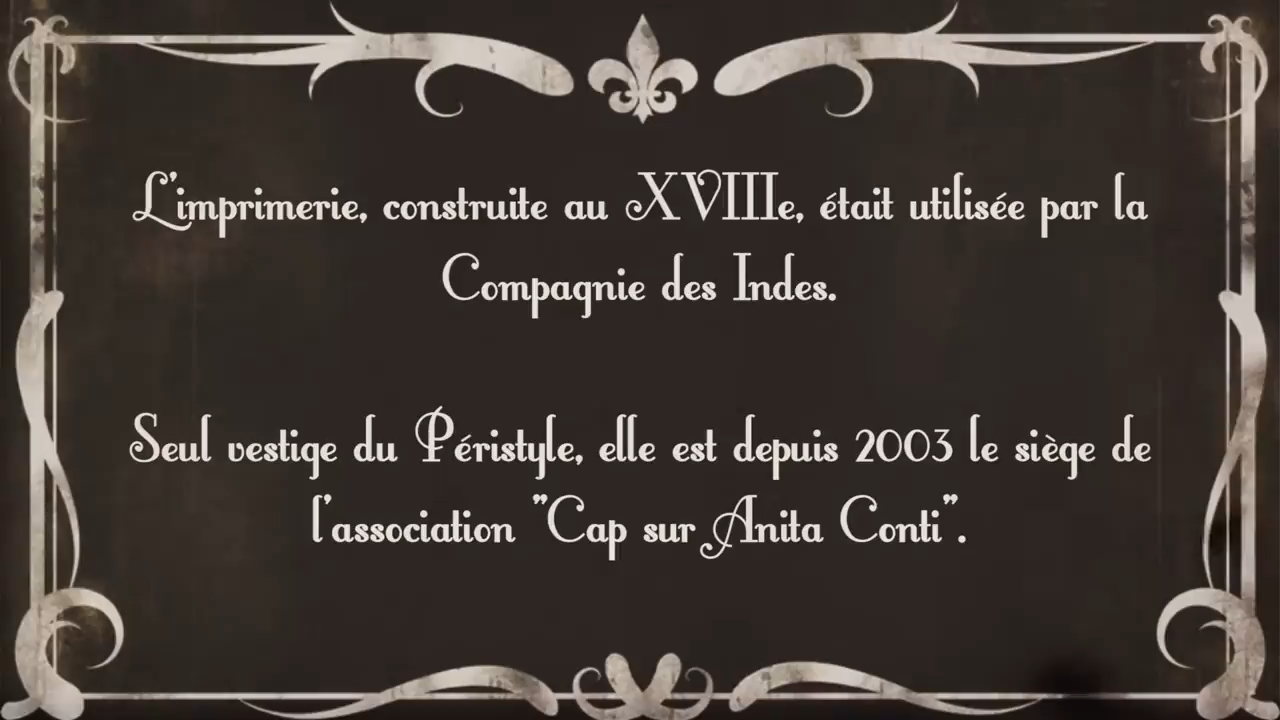 L'imprimerie, construite au XVIIIe, était utilisée par la
Compagnie des Indes.
Seul vestige du Péristyle, elle est depuis 2003 le siège de
l'association "Cap sur Anita Conti".